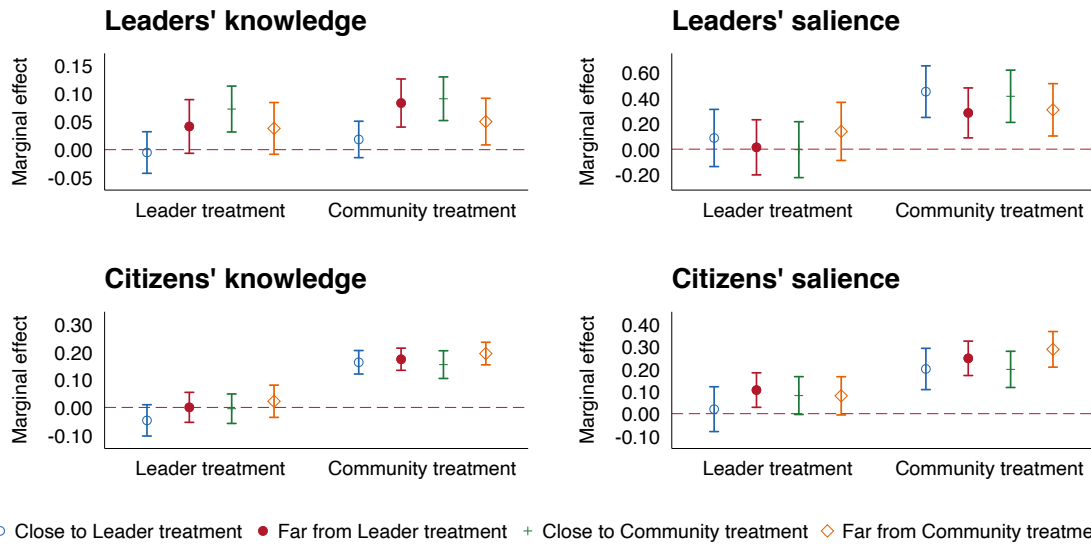 Leaders' knowledge
Marginal effect
0.15
0.10
0.05
0.00
-0.05
Leader treatment
Community treatment
Leaders' salience
Marginal effect
0.60
0.40
0.20
0.00
-0.20
Leader treatment
Community treatment
Citizens' knowledge
Marginal effect
0.30
0.20
0.10
0.00
-0.10
Leader treatment
Community treatment
Citizens' salience
Marginal effect
0.40
0.30
0.20
0.10
0.00
-0.10
Leader treatment
Community treatment
Close to Leader treatment Far from Leader treatment Close to Community treatment Far from Community treatme